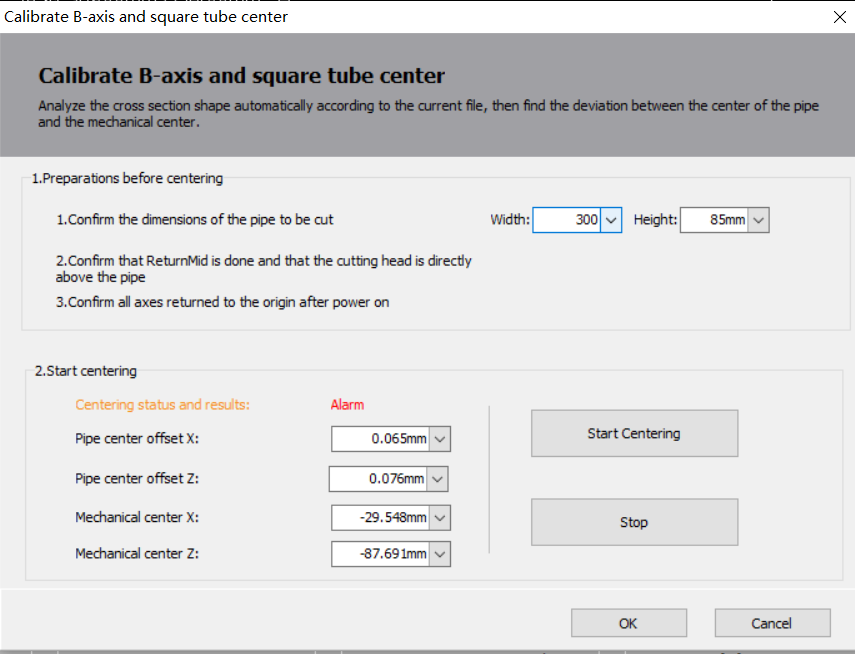 Calibrate B-axis and square tube center
Calibrate B-axis and square tube center
Analyze the cross section shape automatically according to the current file, then find the deviation between the center of the pipe
and the mechanical center.
1.Preparations before centering
1.Confirm the dimensions of the pipe to be cut
Width: 300
Height: 85mm
2.Confirm that ReturnMid is done and that the cutting head is directly
above the pipe
3.Confirm all axes returned to the origin after power on
2.Start centering
Centering status and results: Alarm
Pipe center offset X: 0.065mm
Pipe center offset Z: 0.076mm
Mechanical center X: -29.548mm
Mechanical center Z: -87.691mm
Start Centering
Stop
OK
Cancel